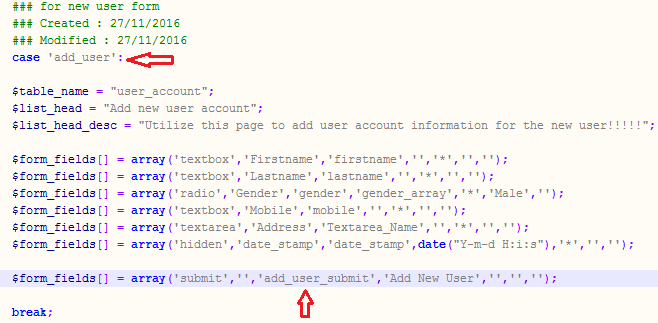 ### for new user form
### Created : 27/11/2016
### Modified : 27/11/2016
case 'add_user':
$table_name = "user_account";
$list_head = "Add new user account";
$list_head_desc = "Utilize this page to add user account information for the new user!!!!!";
$form_fields[] = array('textbox','Firstname','firstname','','*','','');
$form_fields[] = array('textbox','Lastname','lastname','','*','','');
$form_fields[] = array('radio','Gender','gender','gender_array','*','Male','');
$form_fields[] = array('textbox','Mobile','mobile','','*','','');
$form_fields[] = array('textarea','Address','Textarea_Name','','*','','');
$form_fields[] = array('hidden','date_stamp','date_stamp',date("Y-m-d H:i:s"),'*','','');
$form_fields[] = array('submit','','add_user_submit','Add New User','','','');
break;